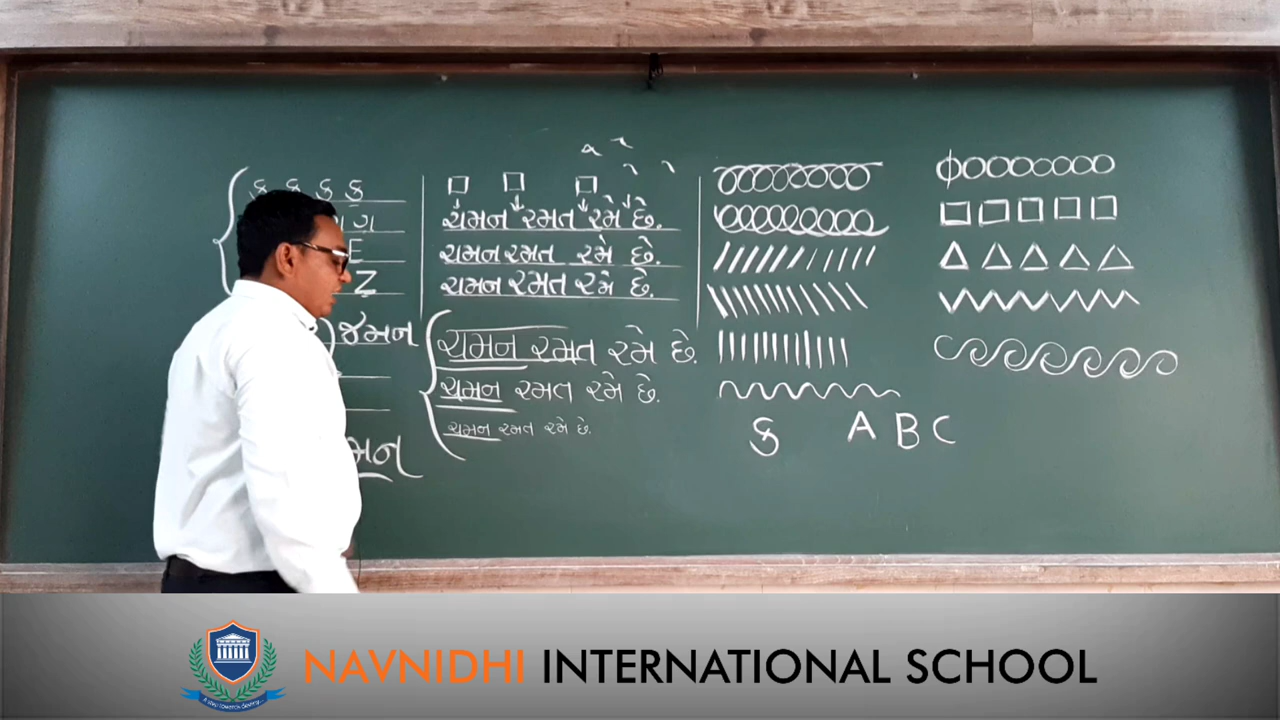 ક ક ક ક
ગ
E
Z
જમન
મન
ચમન રમત રમે છે.
ચમન રમત રમે છે.
ચમન રમત રમે છે.
ચમન રમત રમે છે.
ચમન રમત રમે છે.
ચમન રમત રમે છે.
ક A B C
NAVNIDHI INTERNATIONAL SCHOOL